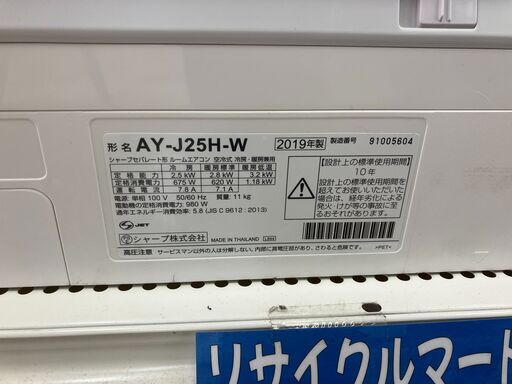 形名 AY-J25H-W 2019年製 製造番号 91005604
シャープセパレート形 ルームエアコン 空冷式 冷房・暖房兼用
冷房 暖房 暖房低温
定格能力 2.5 kW 2.8 kW 3.2 kW
定格消費電力 675 W 620 W 1.18 kW
運転電流 7.8 A 7.1 A
電源 単相 100 V 50/60 Hz 質量 11 kg
電動機の定格消費電力 980 W
通年エネルギー消費効率 5.8 (JIS C 9612 : 2013)
JET
シャープ株式会社 MADE IN THAILAND
高圧注意 サービスマン以外の人は分解しない、内部に高電圧部があり、さわると危険です。
【設計上の標準使用期間】
10年
設計上の標準使用期間を
超えてお使いいただいた
場合は、経年劣化による
発火・けが等の事故に至
るおそれがあります。
>PET<
リサイクルマート